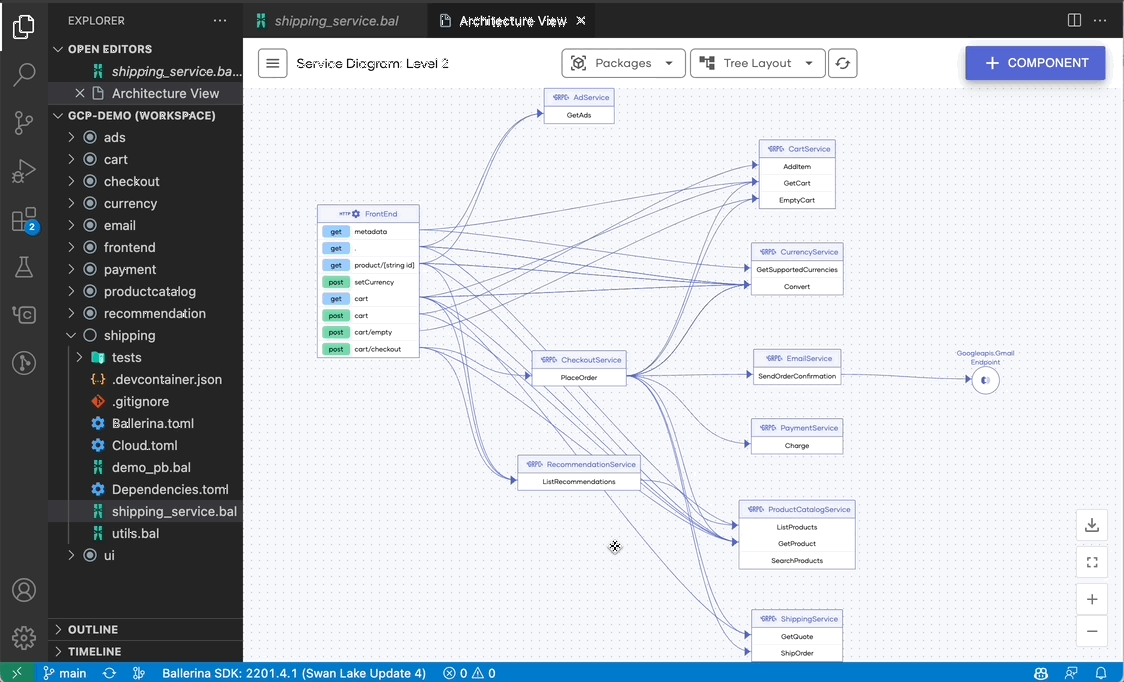 EXPLORER
OPEN EDITORS
shipping_service.ba...
Architecture View
GCP-DEMO (WORKSPACE)
ads
cart
checkout
currency
email
frontend
payment
productcatalog
recommendation
shipping
tests
.devcontainer.json
.gitignore
Ballerina.toml
Cloud.toml
demo_pb.bal
Dependencies.toml
shipping_service.bal
utils.bal
ui
OUTLINE
TIMELINE
2
shipping_service.bal
Architecture View
Service Diagram: Level 2
Packages
Tree Layout
COMPONENT
GRPC AdService
GetAds
GRPC CartService
AddItem
GetCart
EmptyCart
HTTP FrontEnd
get metadata
get .
get product/[string id]
post setCurrency
get cart
post cart
post cart/empty
post cart/checkout
GRPC CurrencyService
GetSupportedCurrencies
Convert
GRPC CheckoutService
PlaceOrder
GRPC EmailService
SendOrderConfirmation
Googleapis.Gmail
Endpoint
GRPC PaymentService
Charge
GRPC RecommendationService
ListRecommendations
GRPC ProductCatalogService
ListProducts
GetProduct
SearchProducts
GRPC ShippingService
GetQuote
ShipOrder
main
Ballerina SDK: 2201.4.1 (Swan Lake Update 4)
0
0